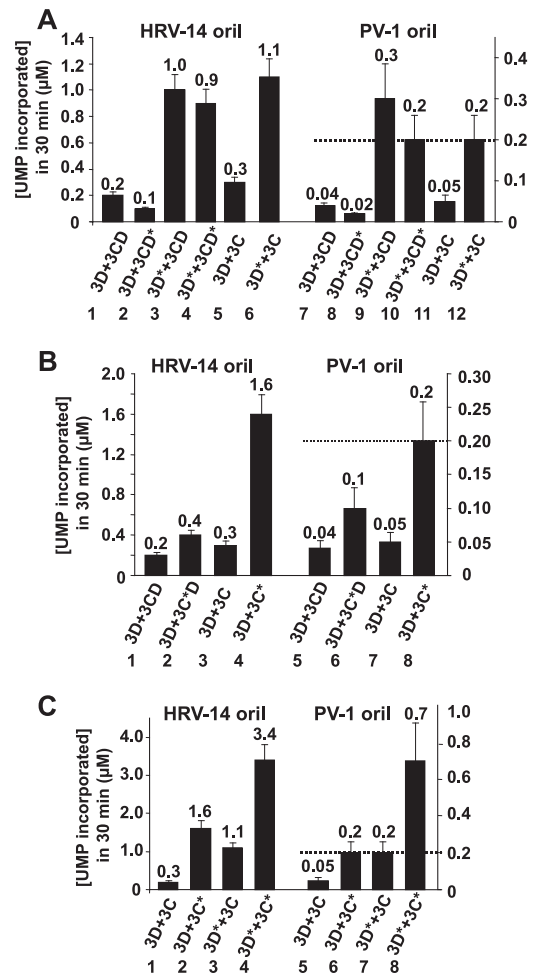 A
HRV-14 oril
PV-1 oril
[UMP incorporated]
in 30 min (µM)
1.4
1.2
1.0
0.8
0.6
0.4
0.2
0
0.2
0.1
1.0
0.9
0.3
1.1
0.04
0.02
0.3
0.2
0.05
0.2
0.4
0.3
0.2
0.1
0
3D+3CD
3D+3CD*
3D*+3CD
3D*+3CD*
3D+3C
3D*+3C
3D+3CD
3D+3CD*
3D*+3CD
3D*+3CD*
3D+3C
3D*+3C
1 2 3 4 5 6 7 8 9 10 11 12
B
HRV-14 oril
PV-1 oril
[UMP incorporated]
in 30 min (µM)
2.0
1.6
1.2
0.8
0.4
0
0.2
0.4
0.3
1.6
0.04
0.1
0.05
0.2
0.30
0.25
0.20
0.15
0.10
0.05
0
3D+3CD
3D+3C*D
3D+3C
3D+3C*
3D+3CD
3D+3C*D
3D+3C
3D+3C*
1 2 3 4 5 6 7 8
C
HRV-14 oril
PV-1 oril
[UMP incorporated]
in 30 min (µM)
4.0
3.0
2.0
1.0
0
0.3
1.6
1.1
3.4
0.05
0.2
0.2
0.7
1.0
0.8
0.6
0.4
0.2
0
3D+3C
3D+3C*
3D*+3C
3D*+3C*
3D+3C
3D+3C*
3D*+3C
3D*+3C*
1 2 3 4 5 6 7 8